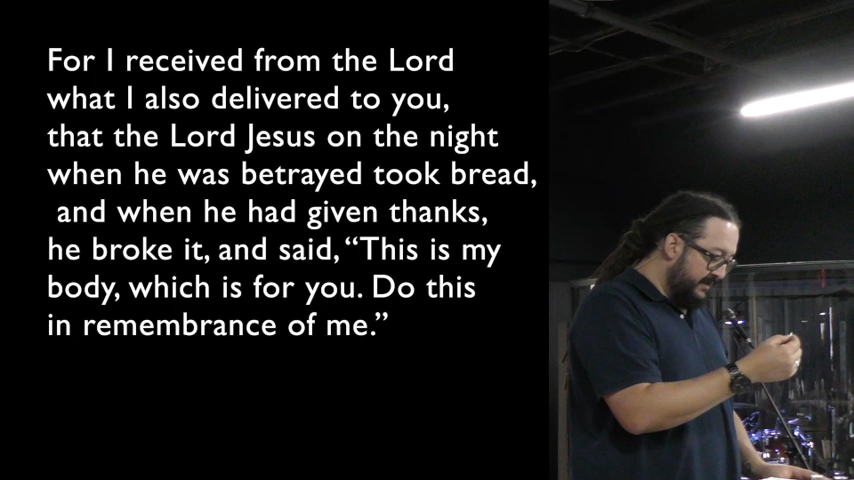 For I received from the Lord
what I also delivered to you,
that the Lord Jesus on the night
when he was betrayed took bread,
and when he had given thanks,
he broke it, and said, “This is my
body, which is for you. Do this
in remembrance of me.”